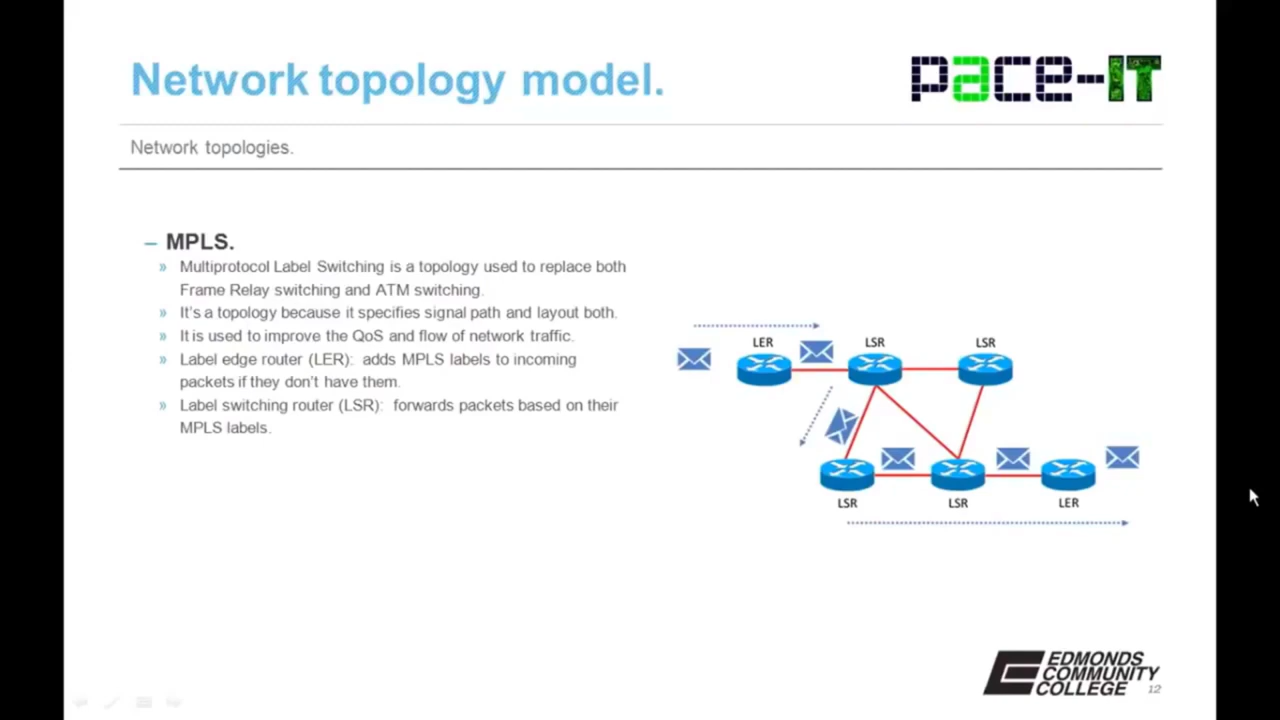 Network topology model.
pace-IT
Network topologies.
– MPLS.
» Multiprotocol Label Switching is a topology used to replace both
Frame Relay switching and ATM switching.
» It's a topology because it specifies signal path and layout both.
» It is used to improve the QoS and flow of network traffic.
» Label edge router (LER): adds MPLS labels to incoming
packets if they don't have them.
» Label switching router (LSR): forwards packets based on their
MPLS labels.
LER
LSR
LSR
LSR
LSR
LER
EDMONDS
COMMUNITY
COLLEGE
12